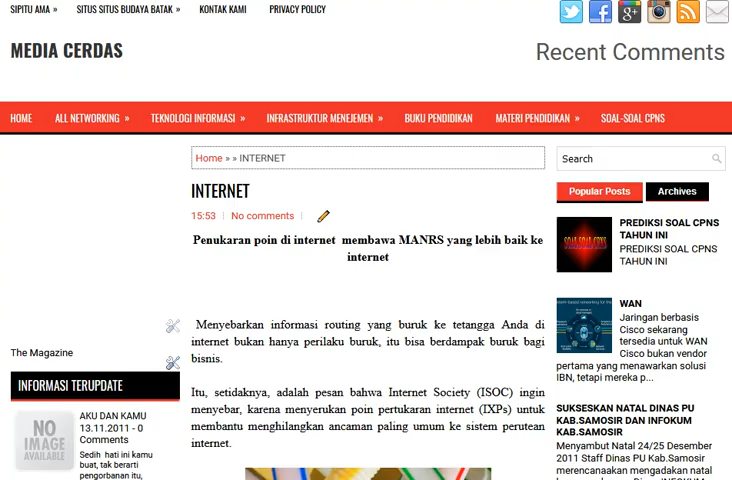 SIPITU AMA »
SITUS SITUS BUDAYA BATAK »
KONTAK KAMI
PRIVACY POLICY
MEDIA CERDAS
Recent Comments
HOME
ALL NETWORKING »
TEKNOLOGI INFORMASI »
INFRASTRUKTUR MENEJEMEN »
BUKU PENDIDIKAN
MATERI PENDIDIKAN »
SOAL-SOAL CPNS
The Magazine
INFORMASI TERUPDATE
NO
IMAGE
AVAILABLE
AKU DAN KAMU
13.11.2011 - 0
Comments
Sedih hati ini kamu
buat, tak berarti
pengorbanan itu,
Home » » INTERNET
INTERNET
15:53
No comments
Penukaran poin di internet membawa MANRS yang lebih baik ke
internet
Menyebarkan informasi routing yang buruk ke tetangga Anda di
internet bukan hanya perilaku buruk, itu bisa berdampak buruk bagi
bisnis.
Itu, setidaknya, adalah pesan bahwa Internet Society (ISOC) ingin
menyebar, karena menyerukan poin pertukaran internet (IXPs) untuk
membantu menghilangkan ancaman paling umum ke sistem perutean
internet.
Search
Popular Posts
Archives
SOAL-SOAL CPNS
PREDIKSI SOAL CPNS
TAHUN INI
PREDIKSI SOAL CPNS
TAHUN INI
WAN
Jaringan berbasis
Cisco sekarang
tersedia untuk WAN
Cisco bukan vendor
pertama yang menawarkan solusi
IBN, tetapi mereka p...
SUKSESKAN NATAL DINAS PU
KAB.SAMOSIR DAN INFOKUM
KAB.SAMOSIR
Menyambut Natal 24/25 Desember
2011 Staff Dinas PU Kab.Samosir
merencanaakan mengadakan natal